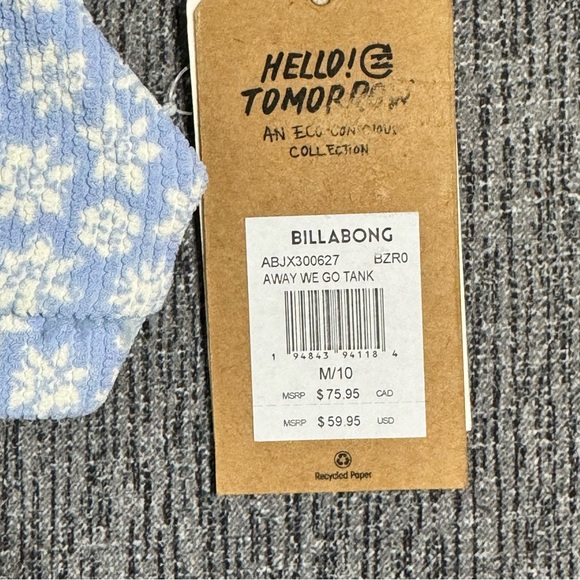 HELLO!
TOMORROW
AN ECO-CONSCIOUS
COLLECTION
BILLABONG
ABJX300627 BZR0
AWAY WE GO TANK
1 94843 94118 4
M/10
MSRP $75.95 CAD
MSRP $59.95 USD
Recycled Paper